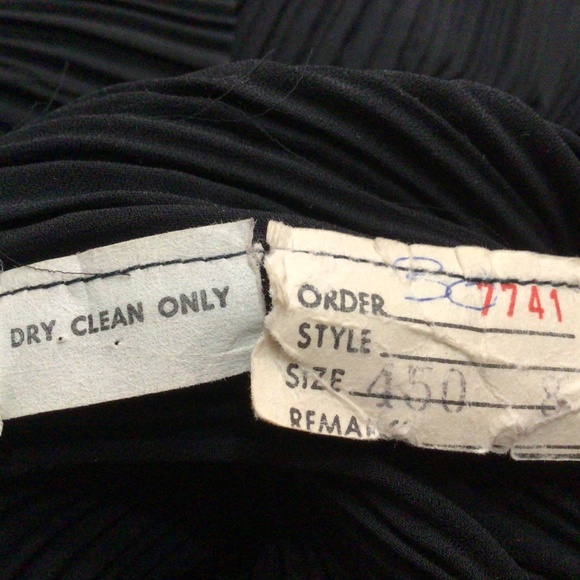 DRY CLEAN ONLY
ORDER 7741
STYLE
SIZE 450 8